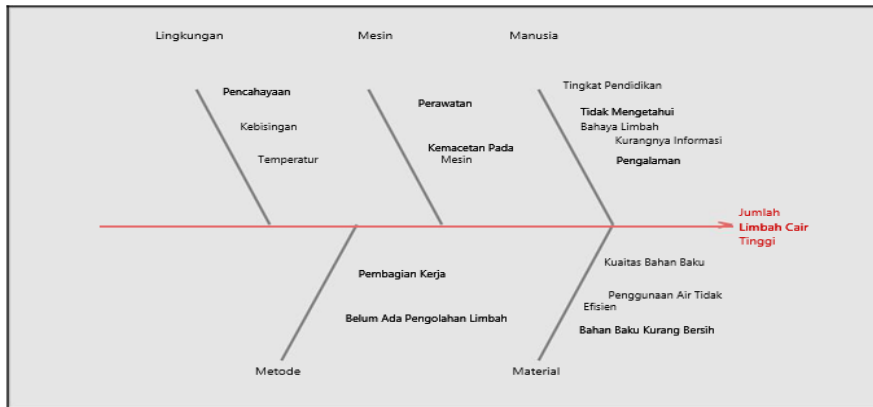 Lingkungan
Mesin
Manusia
Pencahayaan
Kebisingan
Temperatur
Perawatan
Kemacetan Pada
Mesin
Tingkat Pendidikan
Tidak Mengetahui
Bahaya Limbah
Kurangnya Informasi
Pengalaman
Jumlah
Limbah Cair
Tinggi
Pembagian Kerja
Belum Ada Pengolahan Limbah
Kuaitas Bahan Baku
Penggunaan Air Tidak
Efisien
Bahan Baku Kurang Bersih
Metode
Material